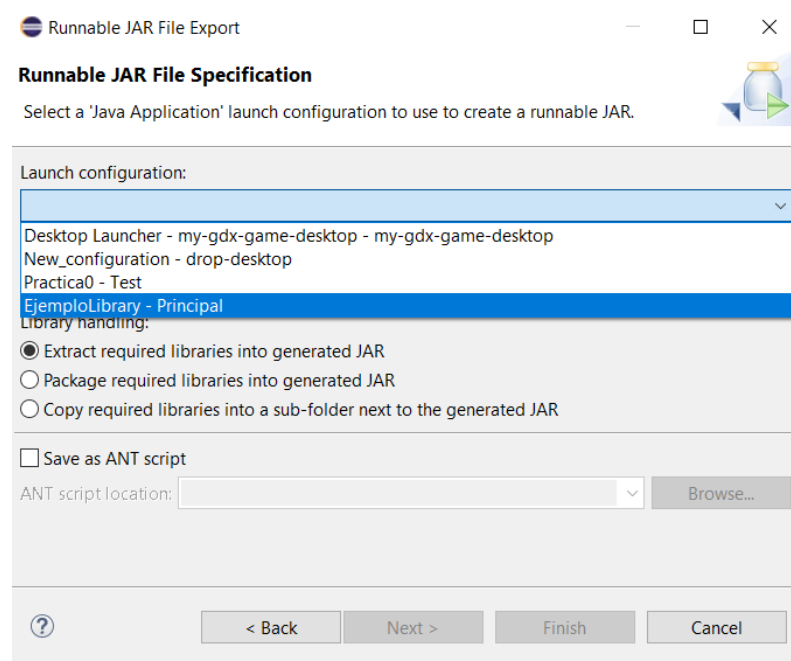 Runnable JAR File Export
Runnable JAR File Specification
Select a 'Java Application' launch configuration to use to create a runnable JAR.
Launch configuration:
Desktop Launcher - my-gdx-game-desktop - my-gdx-game-desktop
New_configuration - drop-desktop
Practica0 - Test
EjemploLibrary - Principal
Library handling:
Extract required libraries into generated JAR
Package required libraries into generated JAR
Copy required libraries into a sub-folder next to the generated JAR
Save as ANT script
ANT script location: Browse...
? < Back Next > Finish Cancel